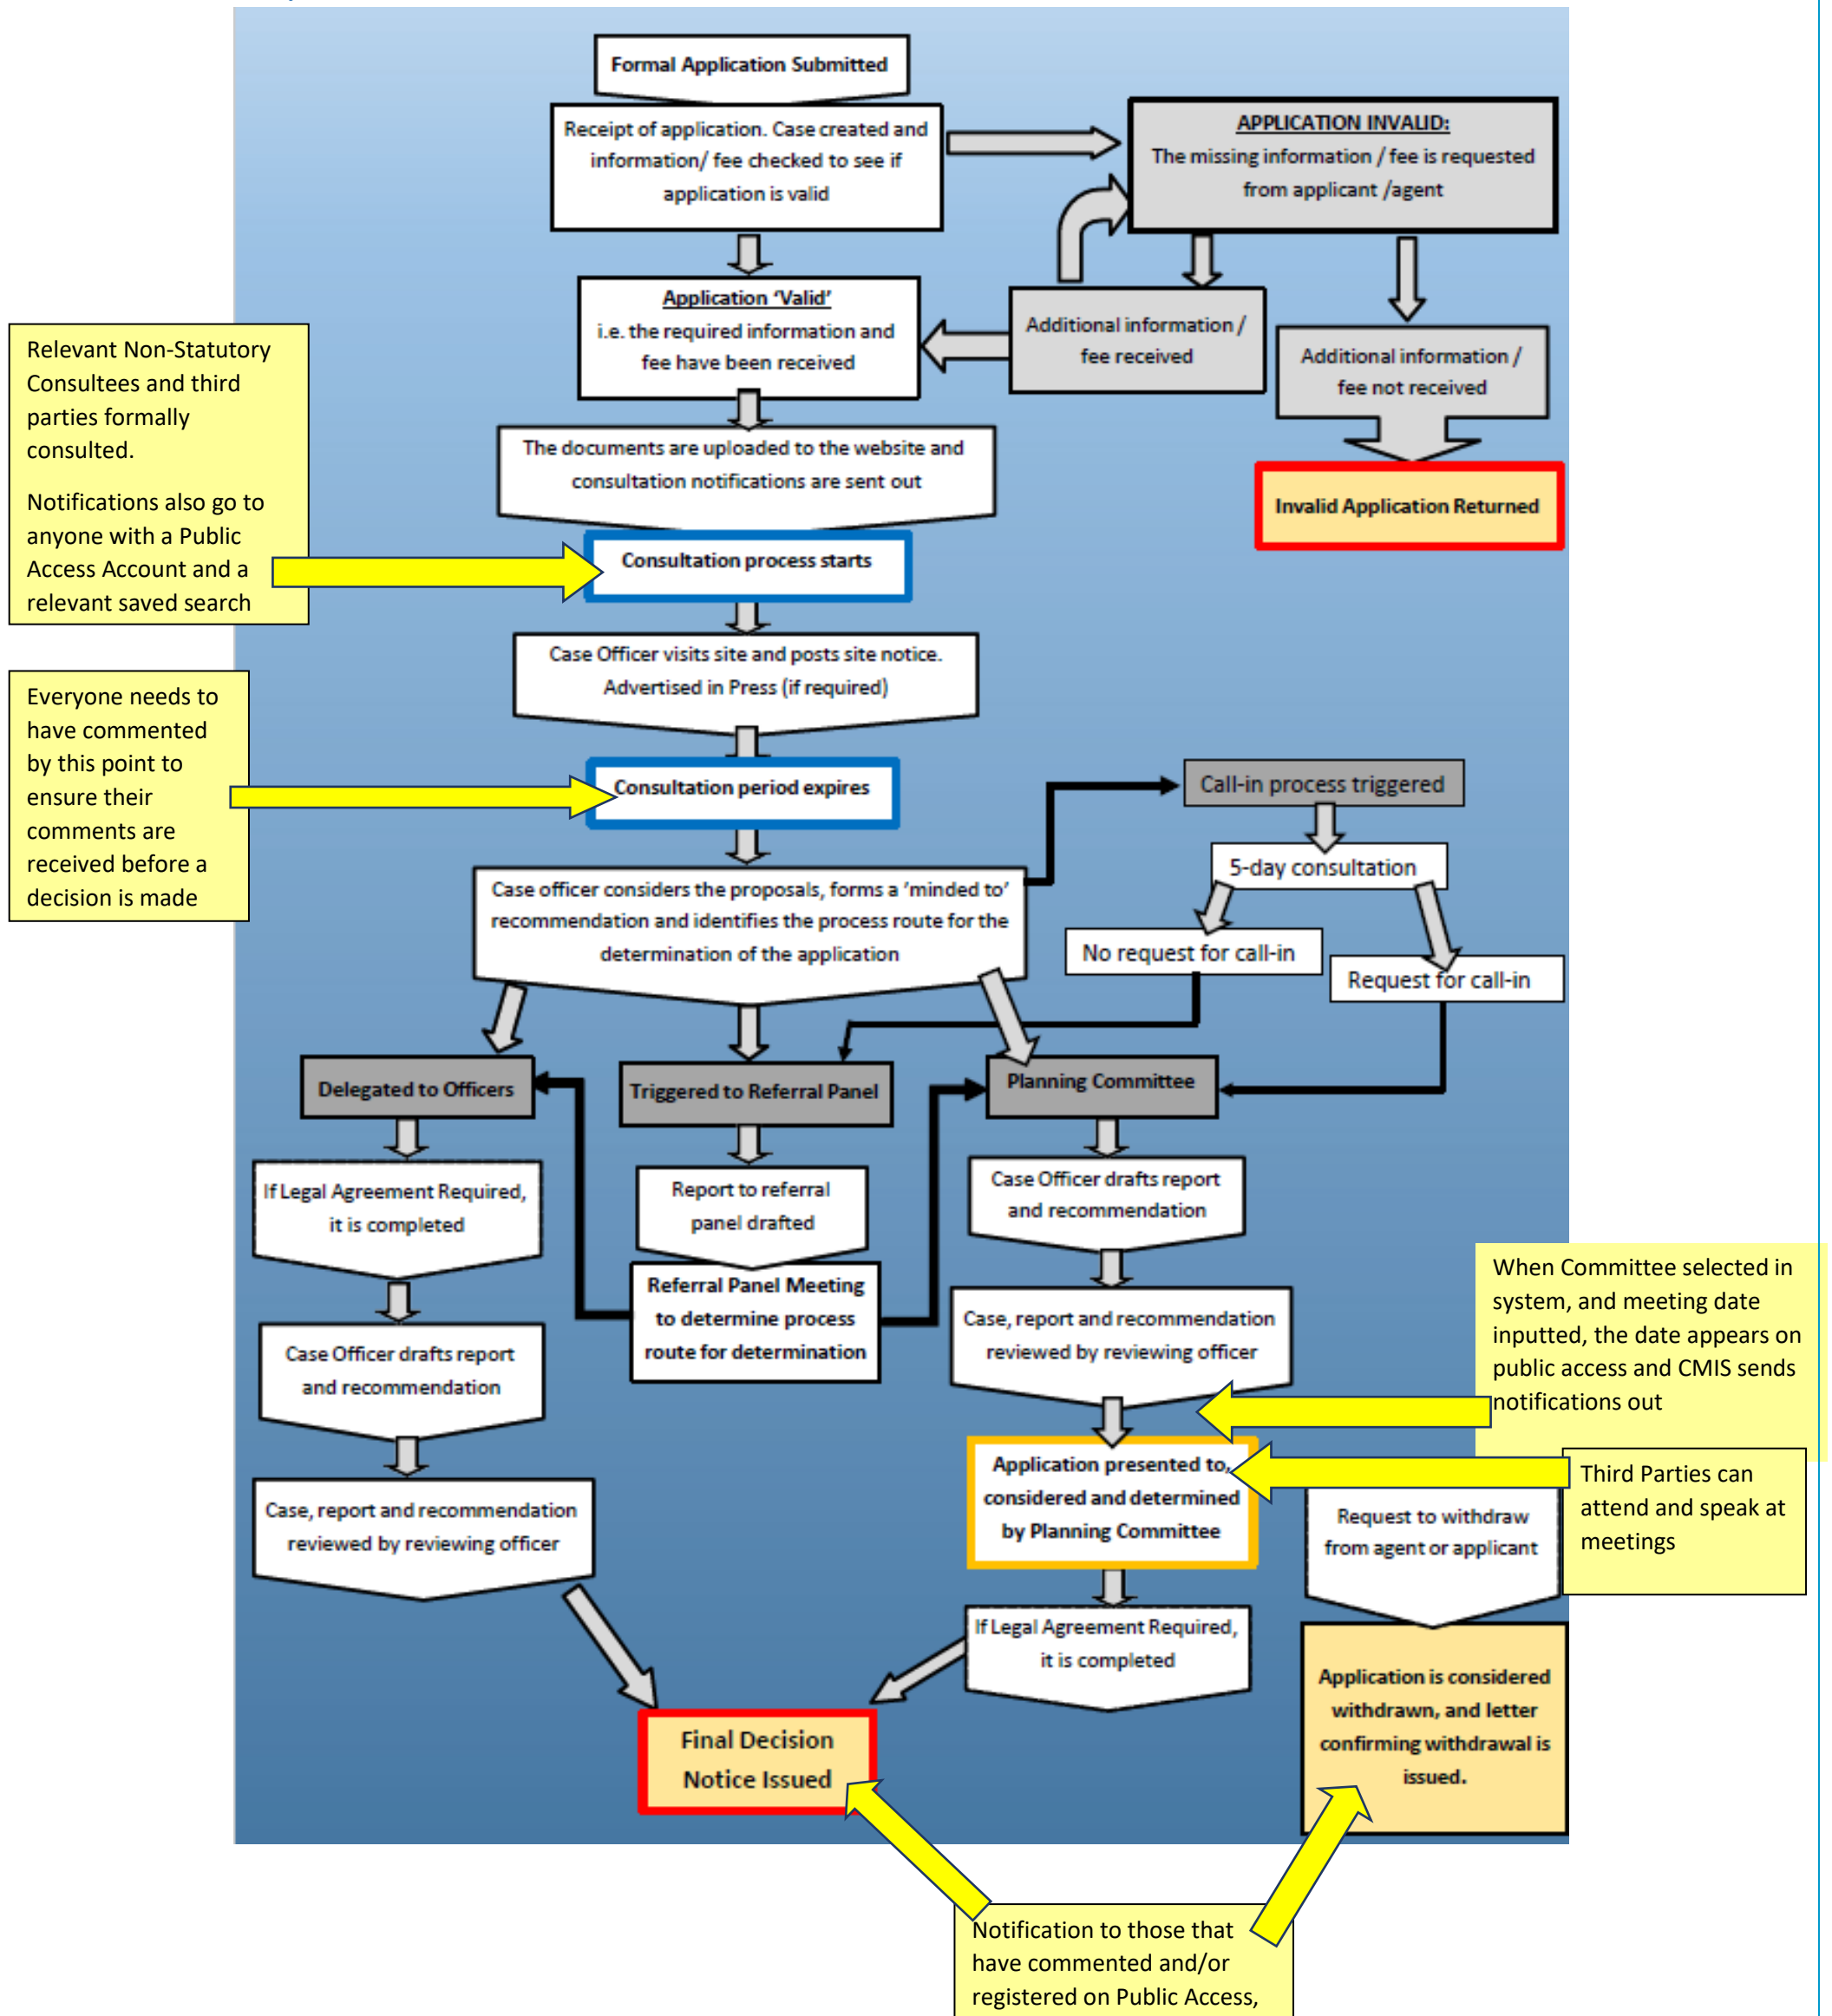 Formal Application Submitted
Receipt of application. Case created and
information/ fee checked to see if
application is valid
APPLICATION INVALID:
The missing information / fee is requested
from applicant /agent
Application ‘Valid’
i.e. the required information and
fee have been received
Additional information /
fee received
Additional information /
fee not received
Invalid Application Returned
Relevant Non-Statutory
Consultees and third
parties formally
consulted.
Notifications also go to
anyone with a Public
Access Account and a
relevant saved search
The documents are uploaded to the website and
consultation notifications are sent out
Consultation process starts
Case Officer visits site and posts site notice.
Advertised in Press (if required)
Everyone needs to
have commented
by this point to
ensure their
comments are
received before a
decision is made
Consultation period expires
Call-in process triggered
5-day consultation
No request for call-in
Request for call-in
Case officer considers the proposals, forms a ‘minded to’
recommendation and identifies the process route for the
determination of the application
Delegated to Officers
Triggered to Referral Panel
Planning Committee
If Legal Agreement Required,
it is completed
Report to referral
panel drafted
Case Officer drafts report
and recommendation
Referral Panel Meeting
to determine process
route for determination
Case, report and recommendation
reviewed by reviewing officer
Case Officer drafts report
and recommendation
When Committee selected in
system, and meeting date
inputted, the date appears on
public access and CMIS sends
notifications out
Case, report and recommendation
reviewed by reviewing officer
Application presented to,
considered and determined
by Planning Committee
Third Parties can
attend and speak at
meetings
Request to withdraw
from agent or applicant
If Legal Agreement Required,
it is completed
Application is considered
withdrawn, and letter
confirming withdrawal is
issued.
Final Decision
Notice Issued
Notification to those that
have commented and/or
registered on Public Access,